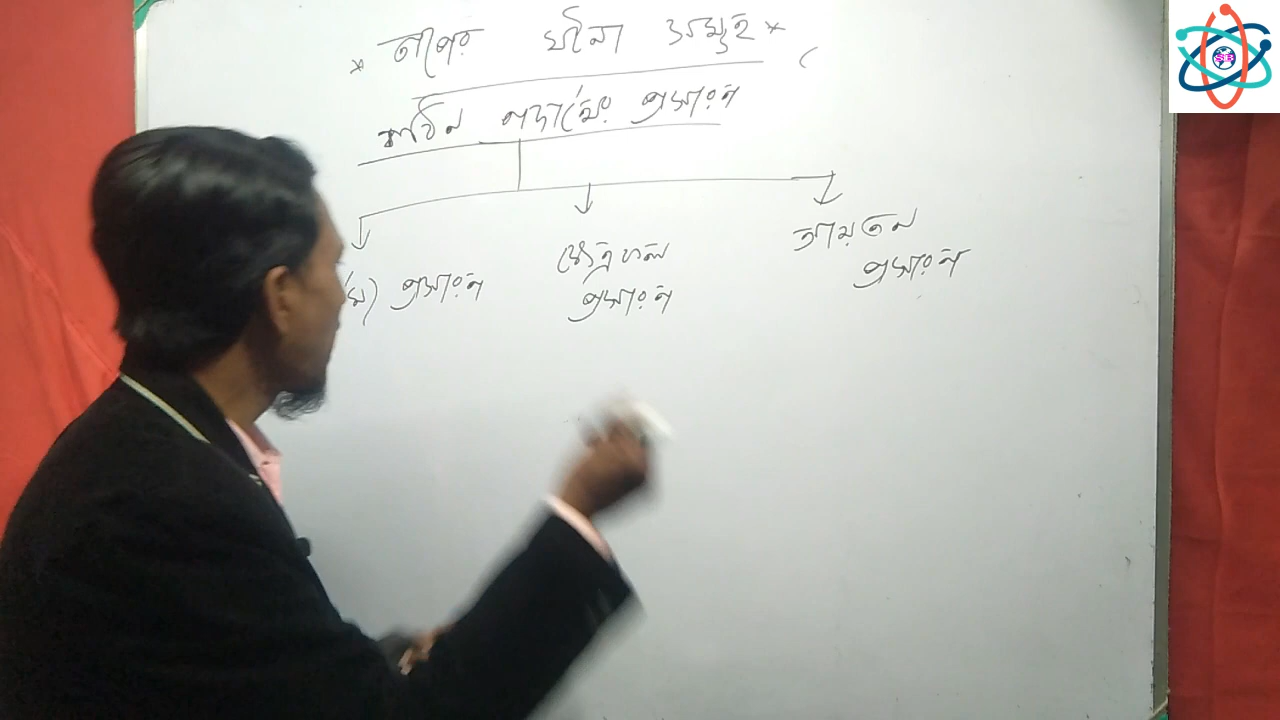 * তাপের ঘটনা সমূহ *
কঠিন পদার্থের প্রসারণ
প্রসারণ
ক্ষেত্রফল
প্রসারণ
আয়তন
প্রসারণ